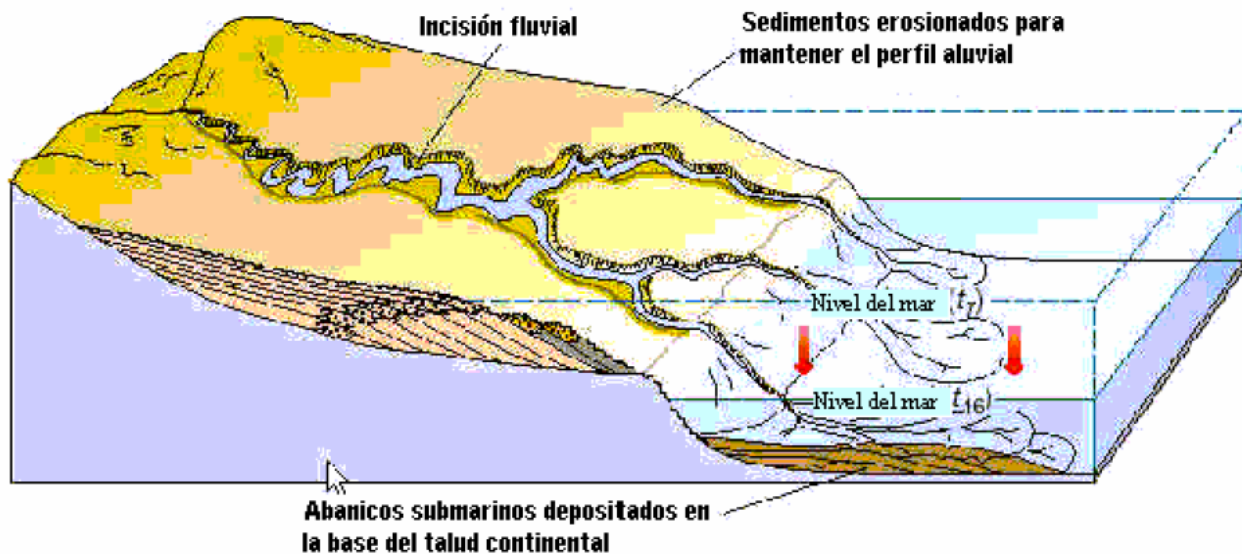 Incisión fluvial
Sedimentos erosionados para
mantener el perfil aluvial
Nivel del mar (t7)
Nivel del mar (t16)
Abanicos submarinos depositados en
la base del talud continental